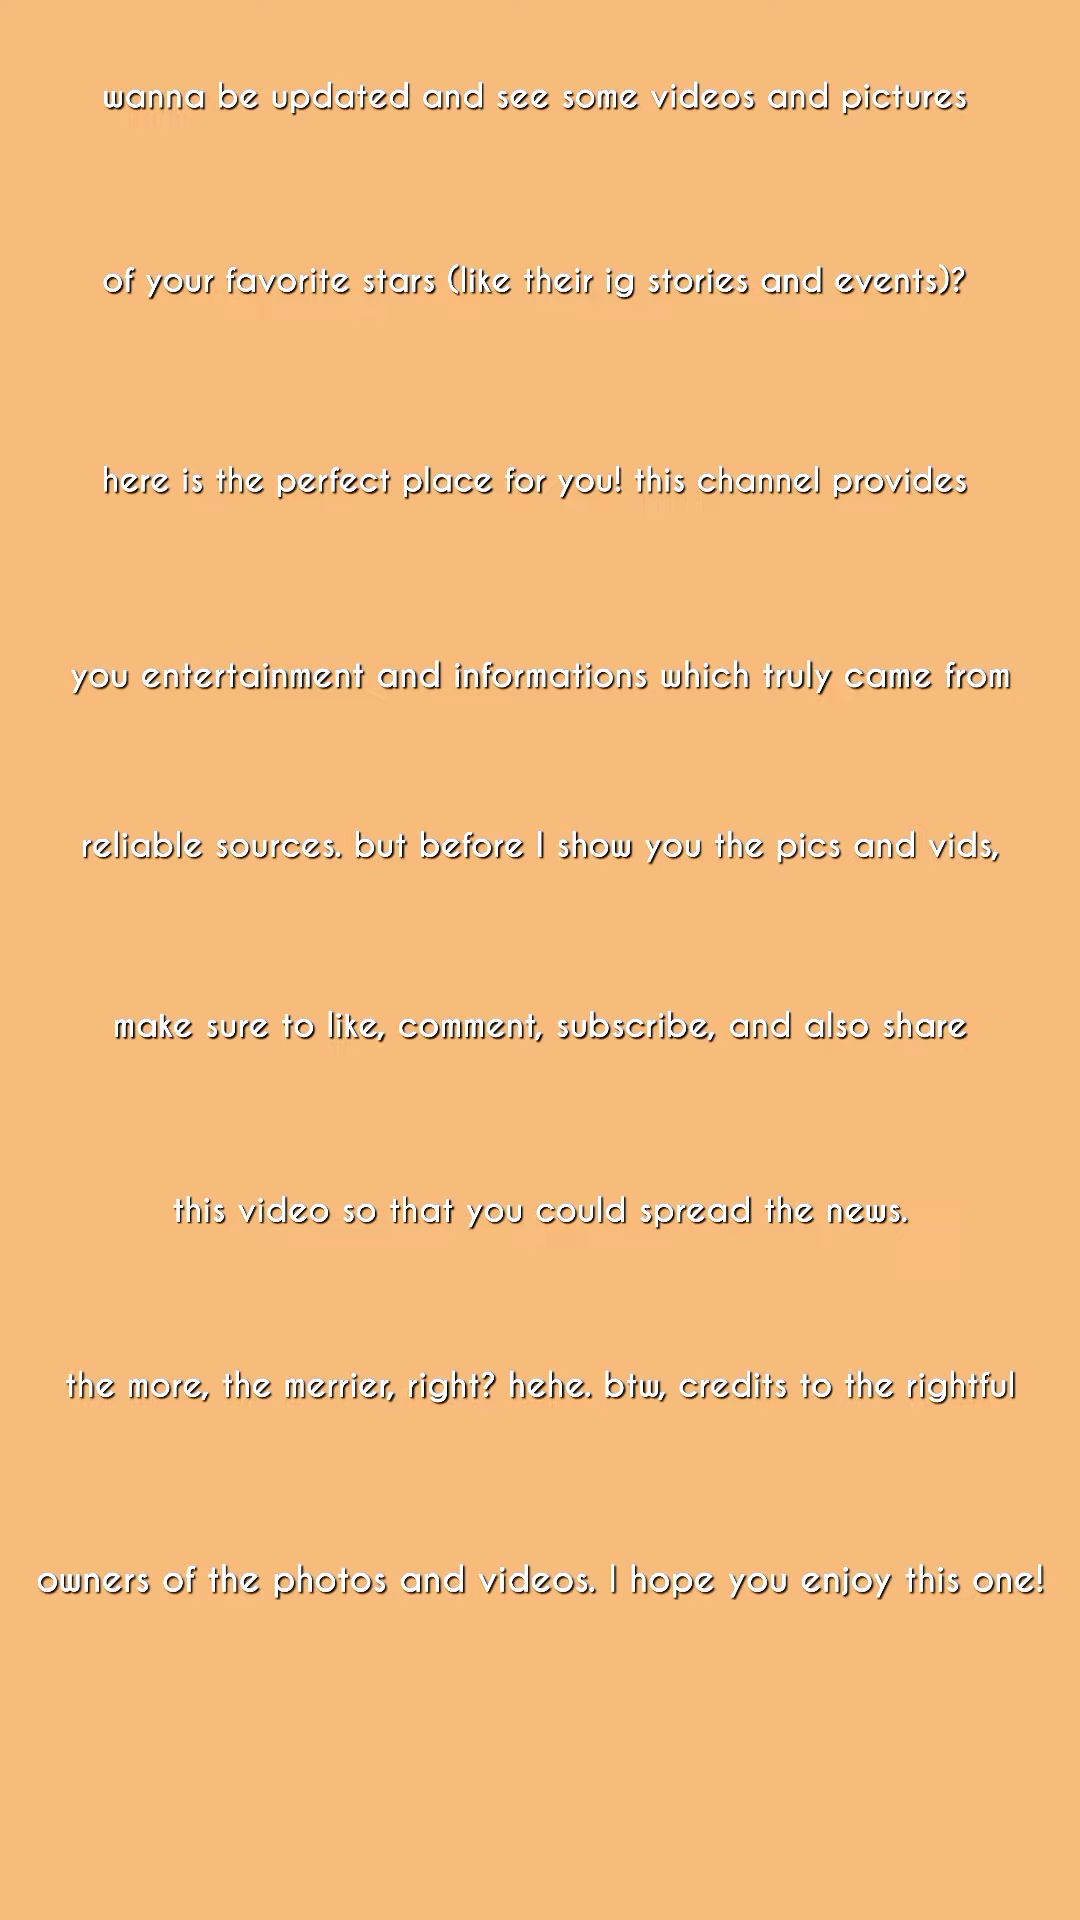 wanna be updated and see some videos and pictures
of your favorite stars (like their ig stories and events)?
here is the perfect place for you! this channel provides
you entertainment and informations which truly came from
reliable sources. but before I show you the pics and vids,
make sure to like, comment, subscribe, and also share
this video so that you could spread the news.
the more, the merrier, right? hehe. btw, credits to the rightful
owners of the photos and videos. I hope you enjoy this one!